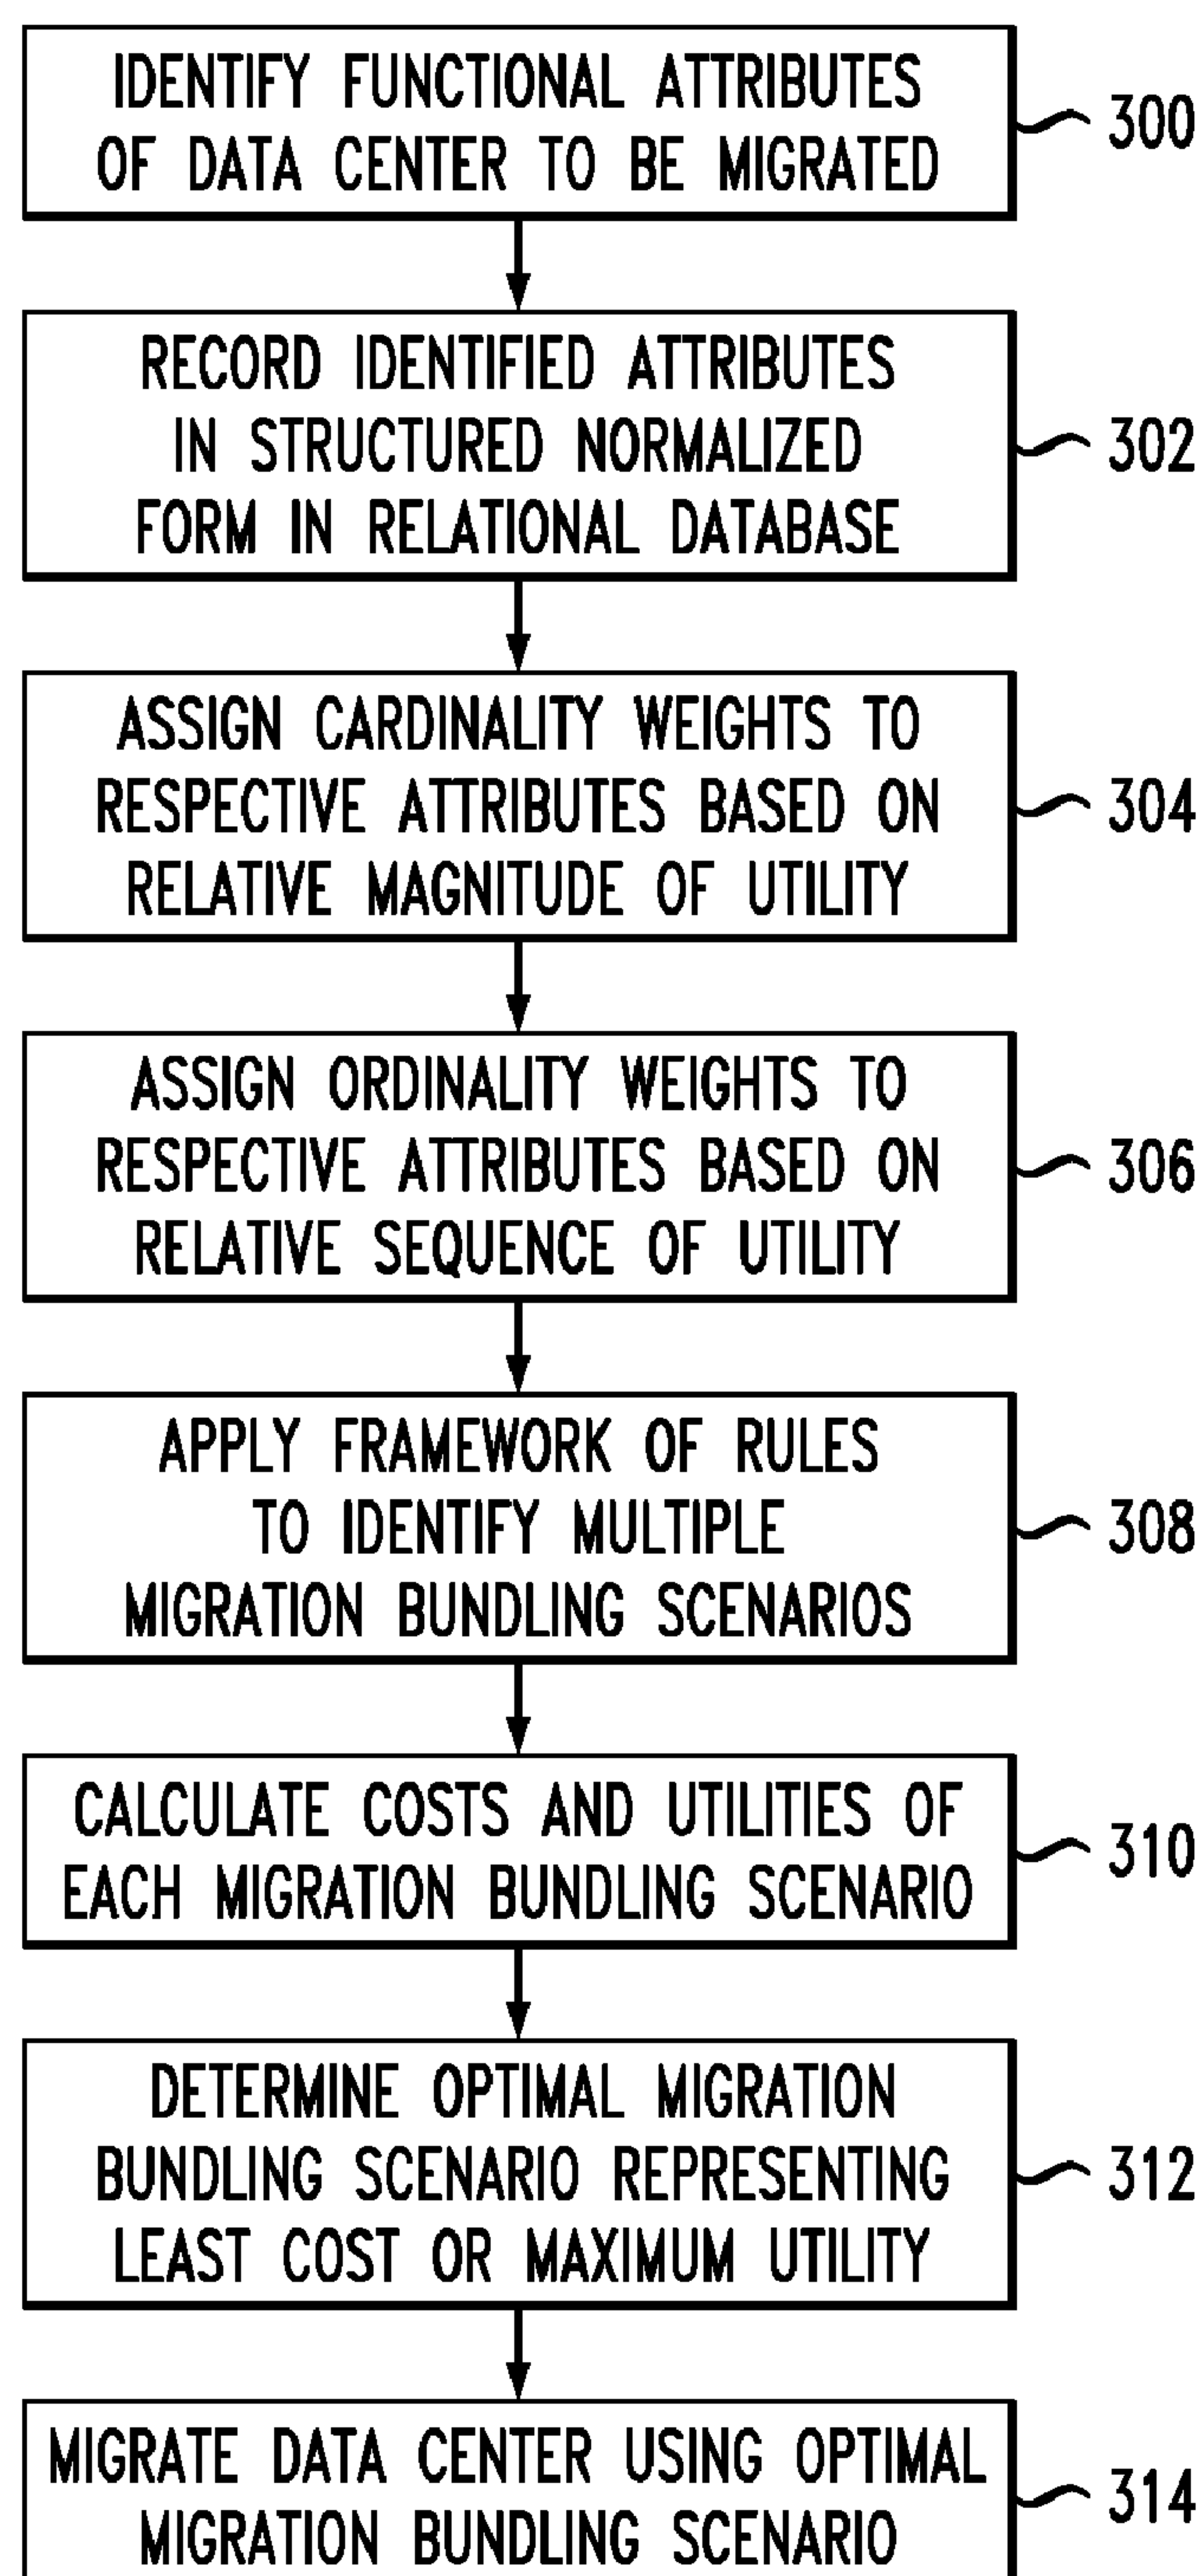 IDENTIFY FUNCTIONAL ATTRIBUTES
OF DATA CENTER TO BE MIGRATED
300
RECORD IDENTIFIED ATTRIBUTES
IN STRUCTURED NORMALIZED
FORM IN RELATIONAL DATABASE
302
ASSIGN CARDINALITY WEIGHTS TO
RESPECTIVE ATTRIBUTES BASED ON
RELATIVE MAGNITUDE OF UTILITY
304
ASSIGN ORDINALITY WEIGHTS TO
RESPECTIVE ATTRIBUTES BASED ON
RELATIVE SEQUENCE OF UTILITY
306
APPLY FRAMEWORK OF RULES
TO IDENTIFY MULTIPLE
MIGRATION BUNDLING SCENARIOS
308
CALCULATE COSTS AND UTILITIES OF
EACH MIGRATION BUNDLING SCENARIO
310
DETERMINE OPTIMAL MIGRATION
BUNDLING SCENARIO REPRESENTING
LEAST COST OR MAXIMUM UTILITY
312
MIGRATE DATA CENTER USING OPTIMAL
MIGRATION BUNDLING SCENARIO
314